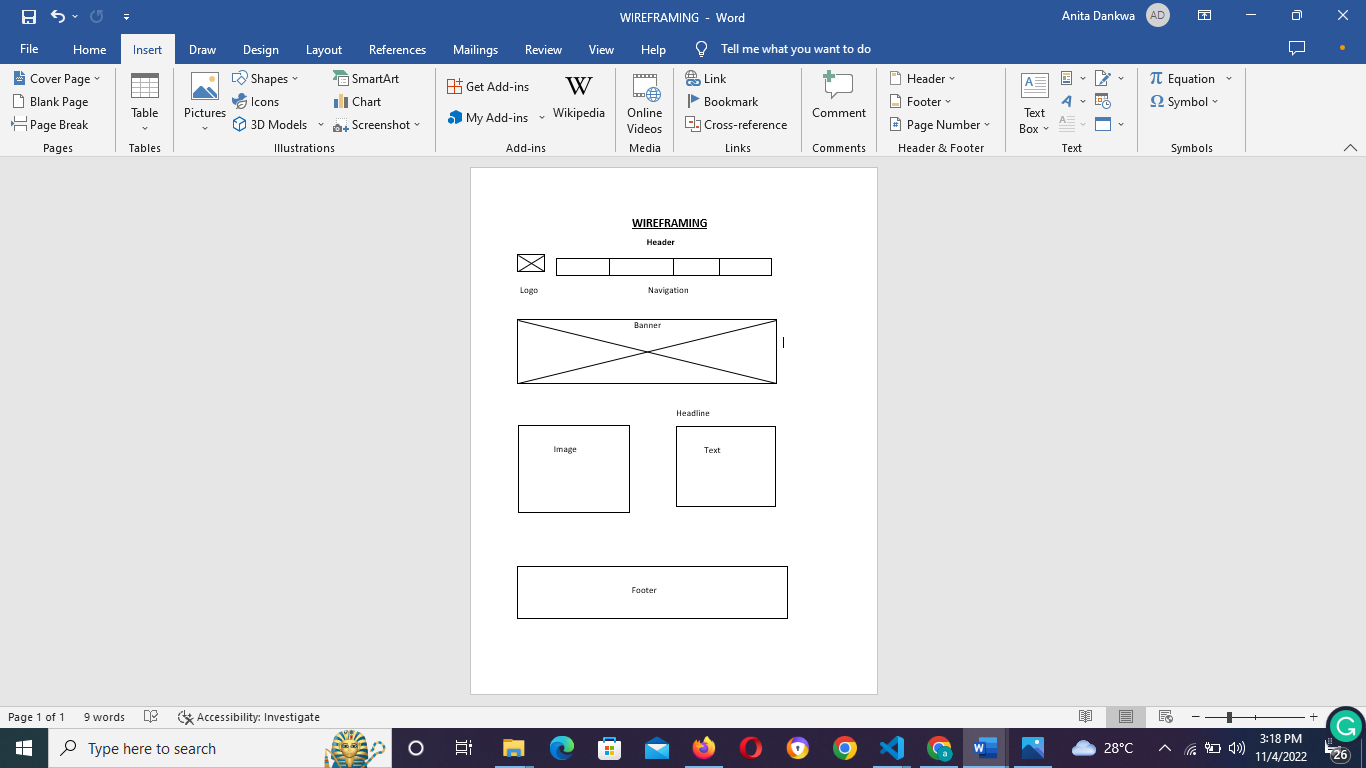 WIREFRAMING - Word
Anita Dankwa
AD
File Home Insert Draw Design Layout References Mailings Review View Help Tell me what you want to do
Cover Page
Blank Page
Page Break
Pages
Table
Tables
Pictures
Shapes
Icons
3D Models
SmartArt
Chart
Screenshot
Illustrations
Get Add-ins
My Add-ins
W
Wikipedia
Add-ins
Online
Videos
Media
Link
Bookmark
Cross-reference
Links
Comment
Comments
Header
Footer
Page Number
Header & Footer
Text
Box
Text
Equation
Symbol
Symbols
WIREFRAMING
Header
Logo
Navigation
Banner
Headline
Image
Text
Footer
Page 1 of 1 9 words Accessibility: Investigate
Type here to search
28°C
3:18 PM
11/4/2022
26